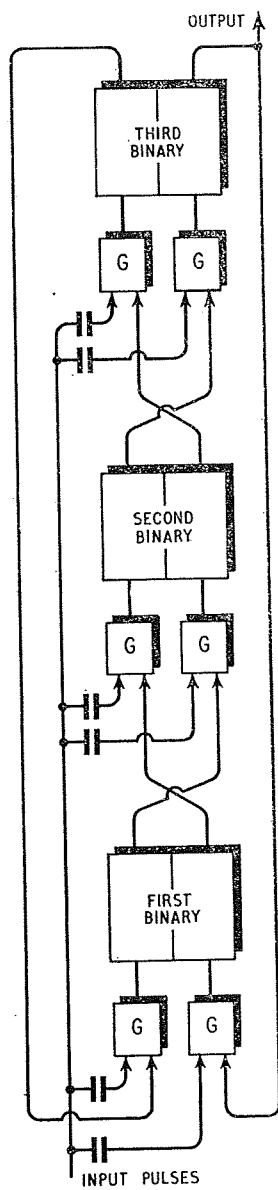 OUTPUT
THIRD
BINARY
G G
SECOND
BINARY
G G
FIRST
BINARY
G G
INPUT PULSES